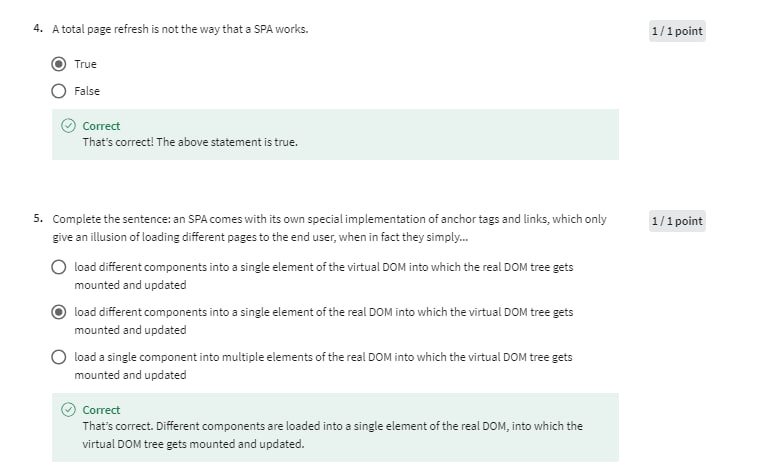 4. A total page refresh is not the way that a SPA works.
1 / 1 point
True
False
Correct
That's correct! The above statement is true.
5. Complete the sentence: an SPA comes with its own special implementation of anchor tags and links, which only
1 / 1 point
give an illusion of loading different pages to the end user, when in fact they simply...
load different components into a single element of the virtual DOM into which the real DOM tree gets
mounted and updated
load different components into a single element of the real DOM into which the virtual DOM tree gets
mounted and updated
load a single component into multiple elements of the real DOM into which the virtual DOM tree gets
mounted and updated
Correct
That's correct. Different components are loaded into a single element of the real DOM, into which the
virtual DOM tree gets mounted and updated.